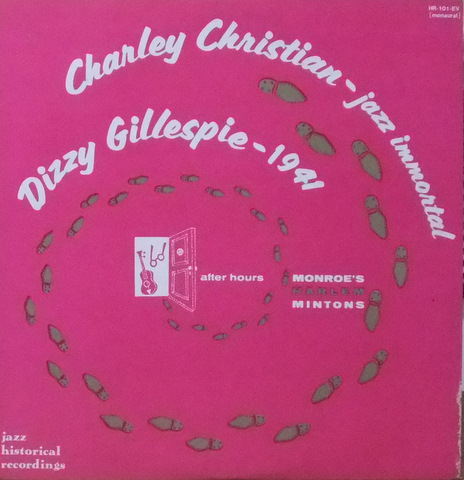 HR-101-EV
[monaural]
Charley Christian - jazz immortal
Dizzy Gillespie - 1941
after hours
MONROE'S
HARLEM
MINTONS
jazz
historical
recordings